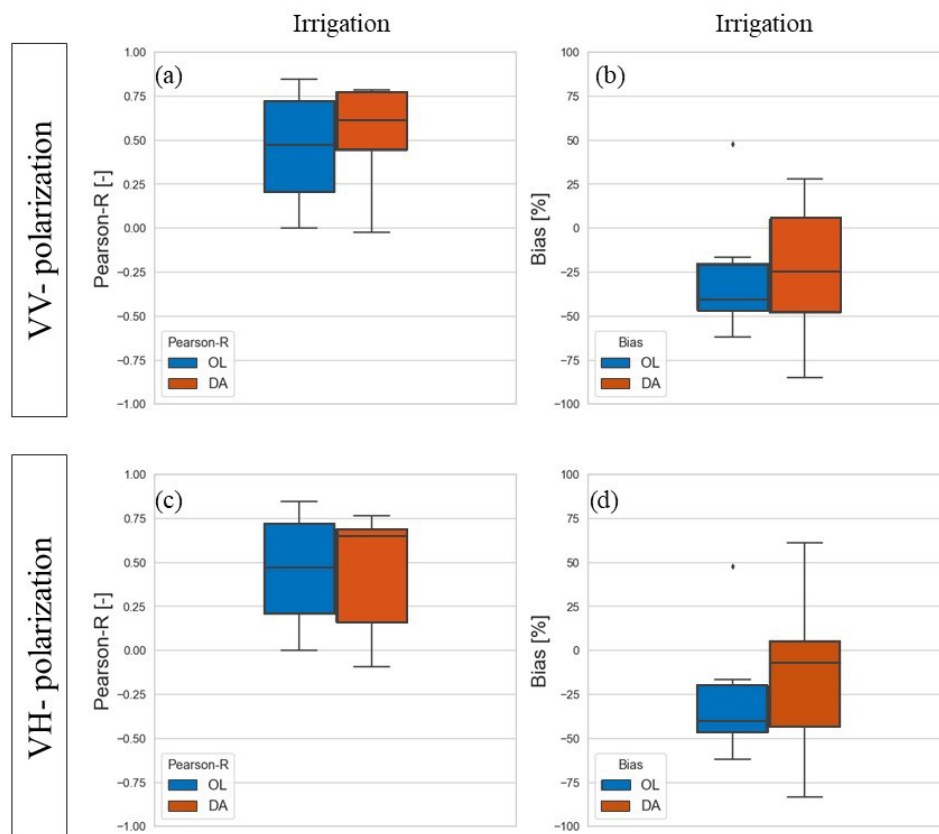 Irrigation
Irrigation
VV- polarization
(a)
Pearson-R [-]
1.00
0.75
0.50
0.25
0.00
−0.25
−0.50
−0.75
−1.00
Pearson-R
OL
DA
(b)
Bias [%]
100
75
50
25
0
−25
−50
−75
−100
Bias
OL
DA
VH- polarization
(c)
Pearson-R [-]
1.00
0.75
0.50
0.25
0.00
−0.25
−0.50
−0.75
−1.00
Pearson-R
OL
DA
(d)
Bias [%]
100
75
50
25
0
−25
−50
−75
−100
Bias
OL
DA